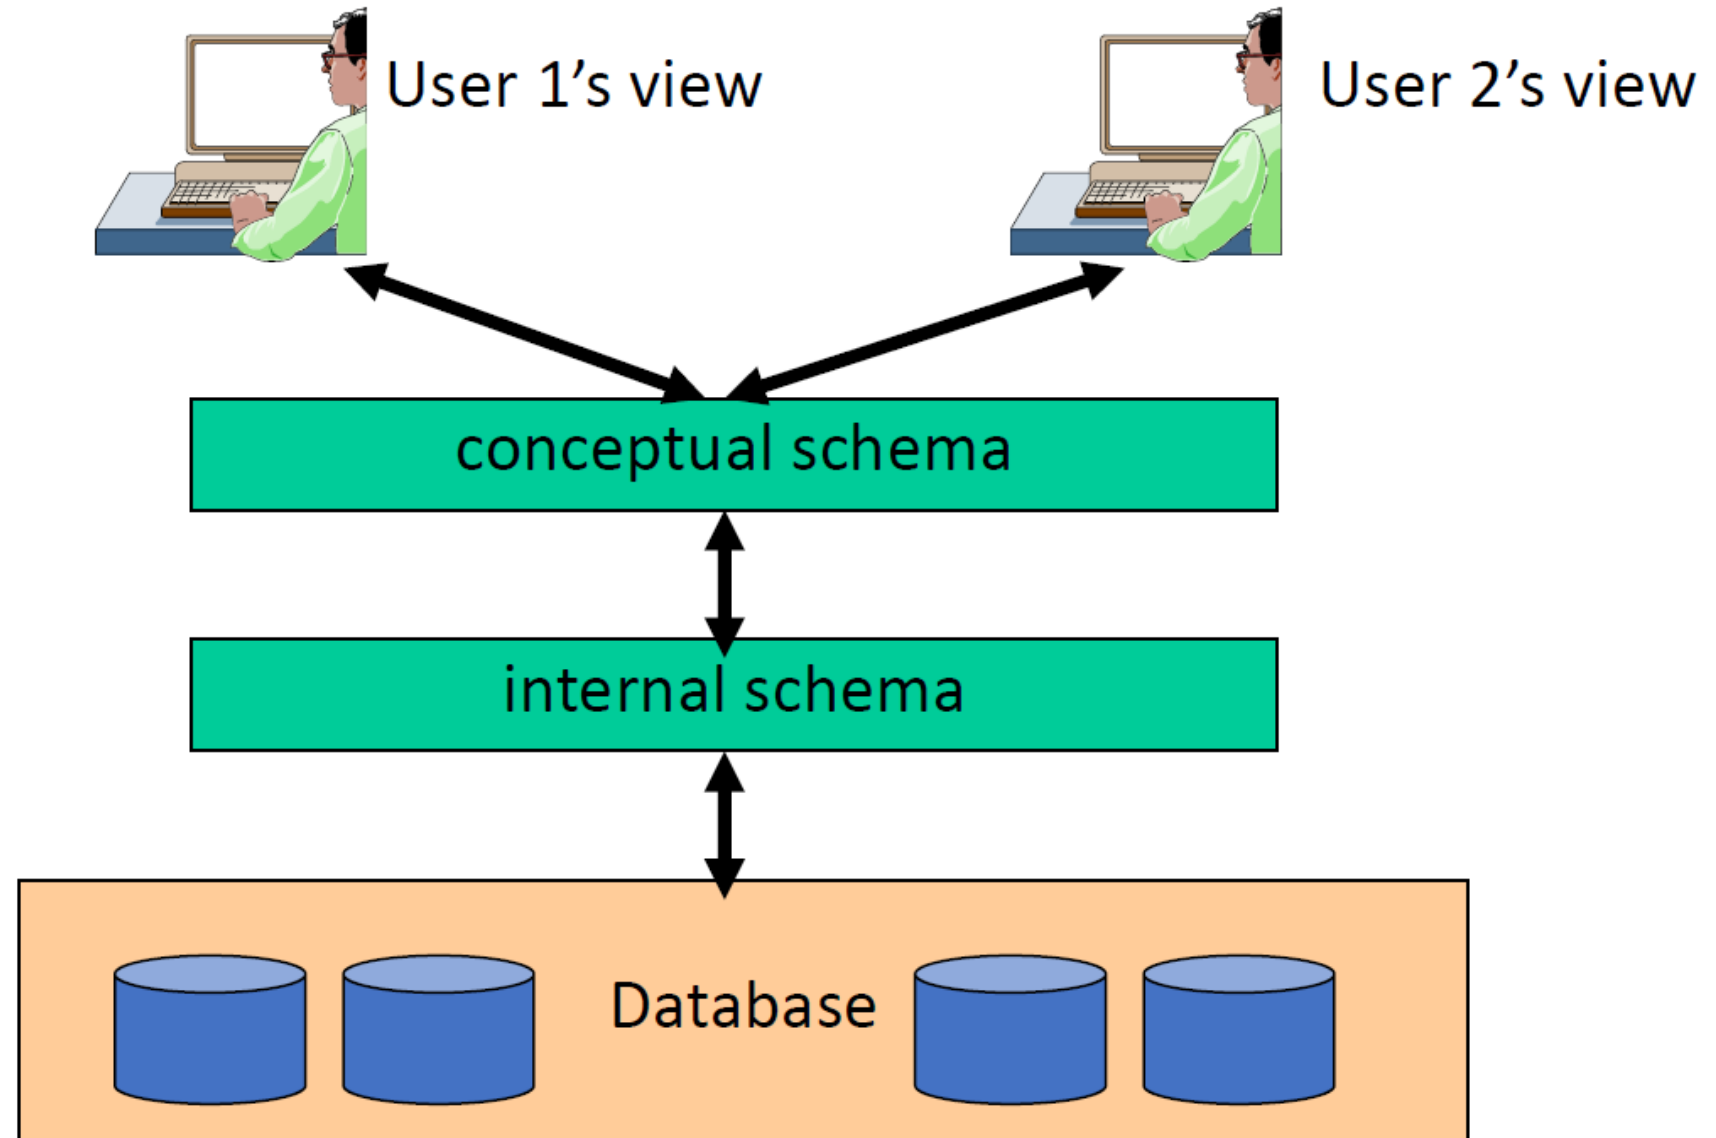 User 1’s view
User 2’s view
conceptual schema
internal schema
Database